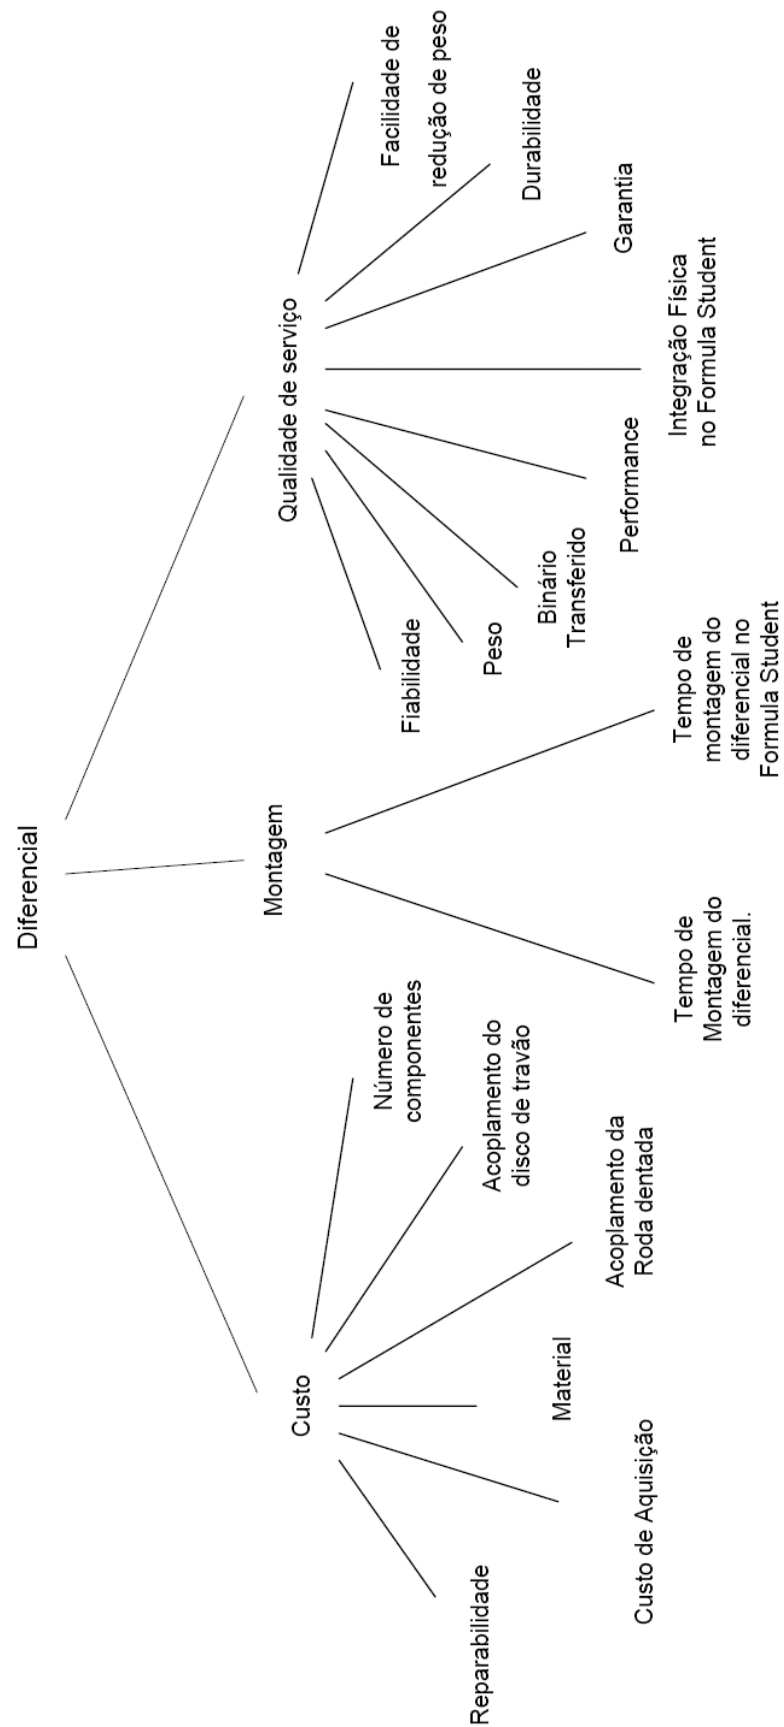 Diferencial
Custo
Montagem
Qualidade de serviço
Reparabilidade
Custo de Aquisição
Material
Acoplamento da
Roda dentada
Acoplamento do
disco de travão
Número de
componentes
Tempo de
Montagem do
diferencial.
Tempo de
montagem do
diferencial no
Formula Student
Fiabilidade
Peso
Binário
Transferido
Performance
Integração Física
no Formula Student
Garantia
Durabilidade
Facilidade de
redução de peso